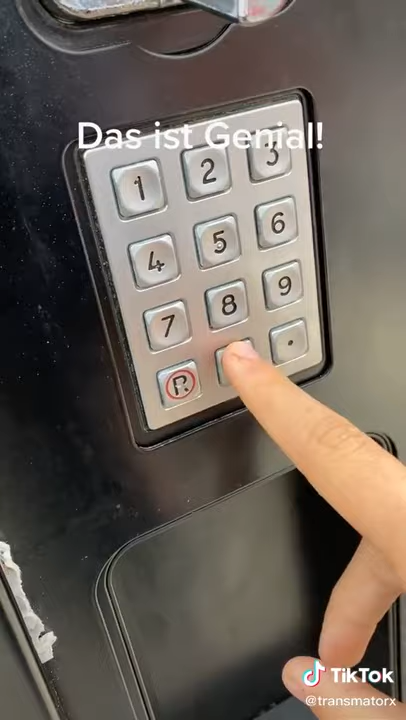 Das ist Genial!
1 2 3
4 5 6
7 8 9
R .
TikTok
@transmatorx